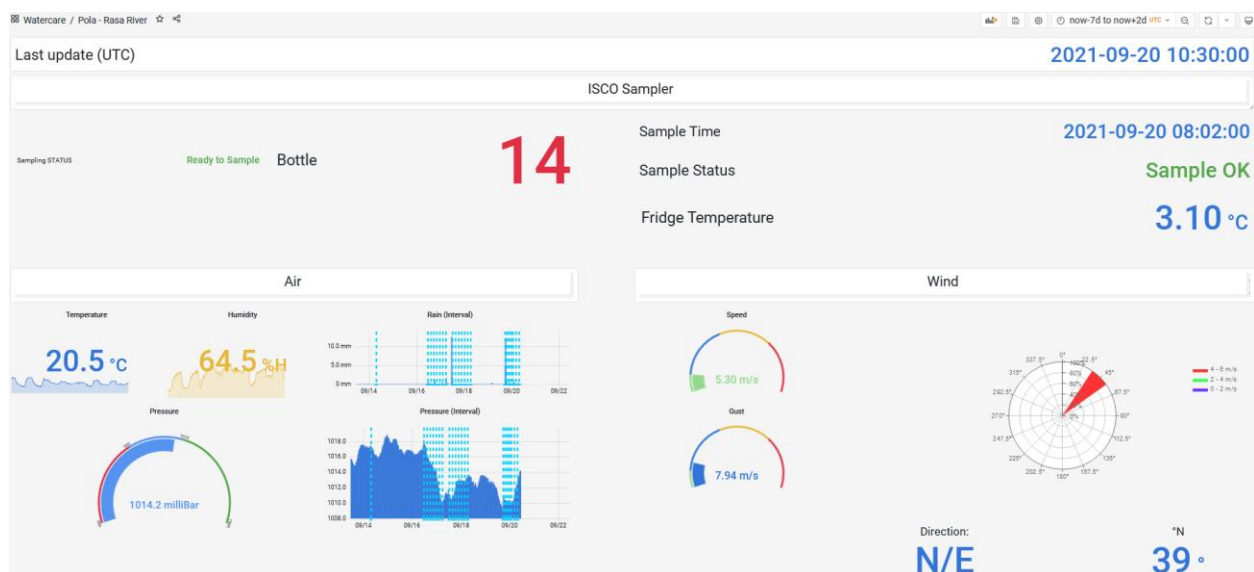 Watercare / Pola - Rasa River
now-7d to now+2d UTC
Last update (UTC)
2021-09-20 10:30:00
ISCO Sampler
Sampling STATUS
Ready to Sample
Bottle
14
Sample Time
2021-09-20 08:02:00
Sample Status
Sample OK
Fridge Temperature
3.10 °C
Air
Temperature
20.5 °C
Humidity
64.5 %H
Rain (Interval)
10.0 mm
5.0 mm
0 mm
09/14 09/16 09/18 09/20 09/22
Pressure
1014.2 milliBar
Pressure (Interval)
1018.0
1016.0
1014.0
1012.0
1010.0
1008.0
09/14 09/16 09/18 09/20 09/22
Wind
Speed
5.30 m/s
Gust
7.94 m/s
0°
22.5°
45°
67.5°
90°
112.5°
135°
157.5°
180°
202.5°
225°
247.5°
270°
292.5°
315°
337.5°
100%
80%
60%
0%
2 - 4 m/s
0 - 2 m/s
Direction:
N/E
°N
39 °